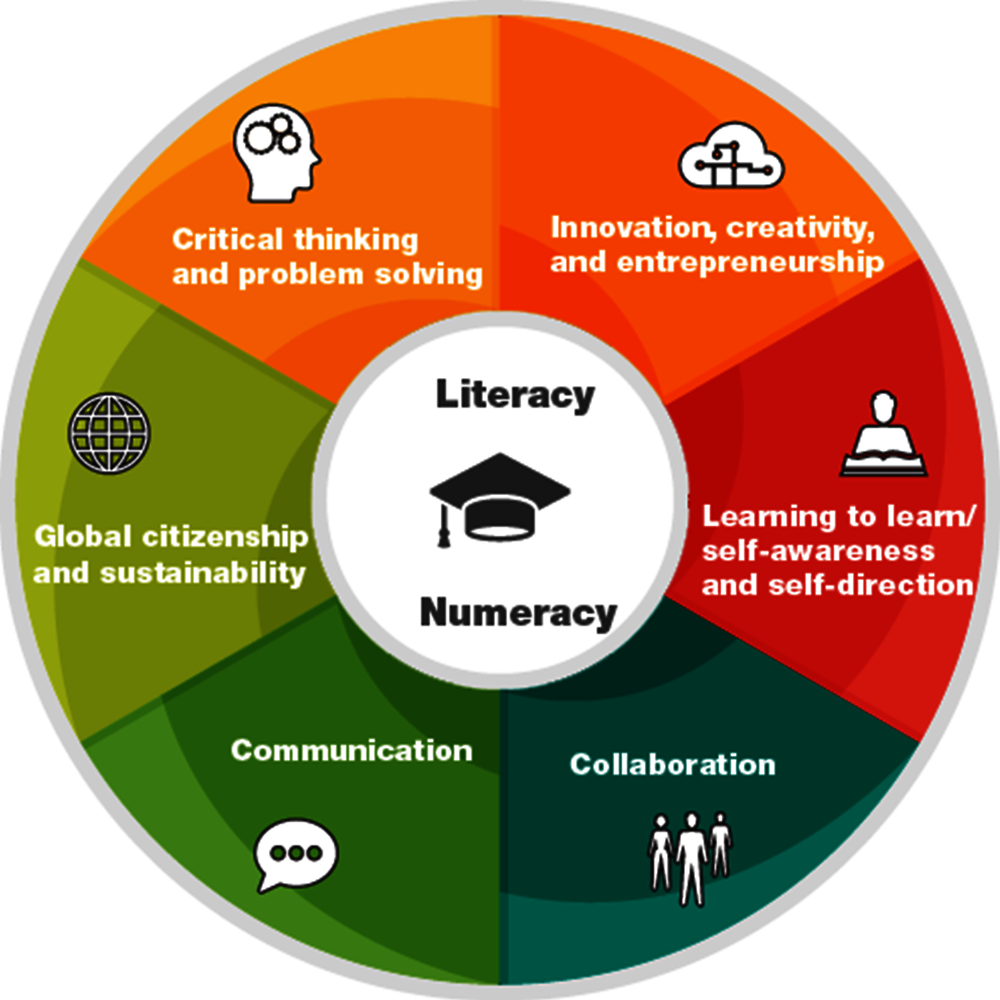 Critical thinking
and problem solving
Innovation, creativity,
and entrepreneurship
Learning to learn/
self-awareness
and self-direction
Collaboration
Communication
Global citizenship
and sustainability
Literacy
Numeracy